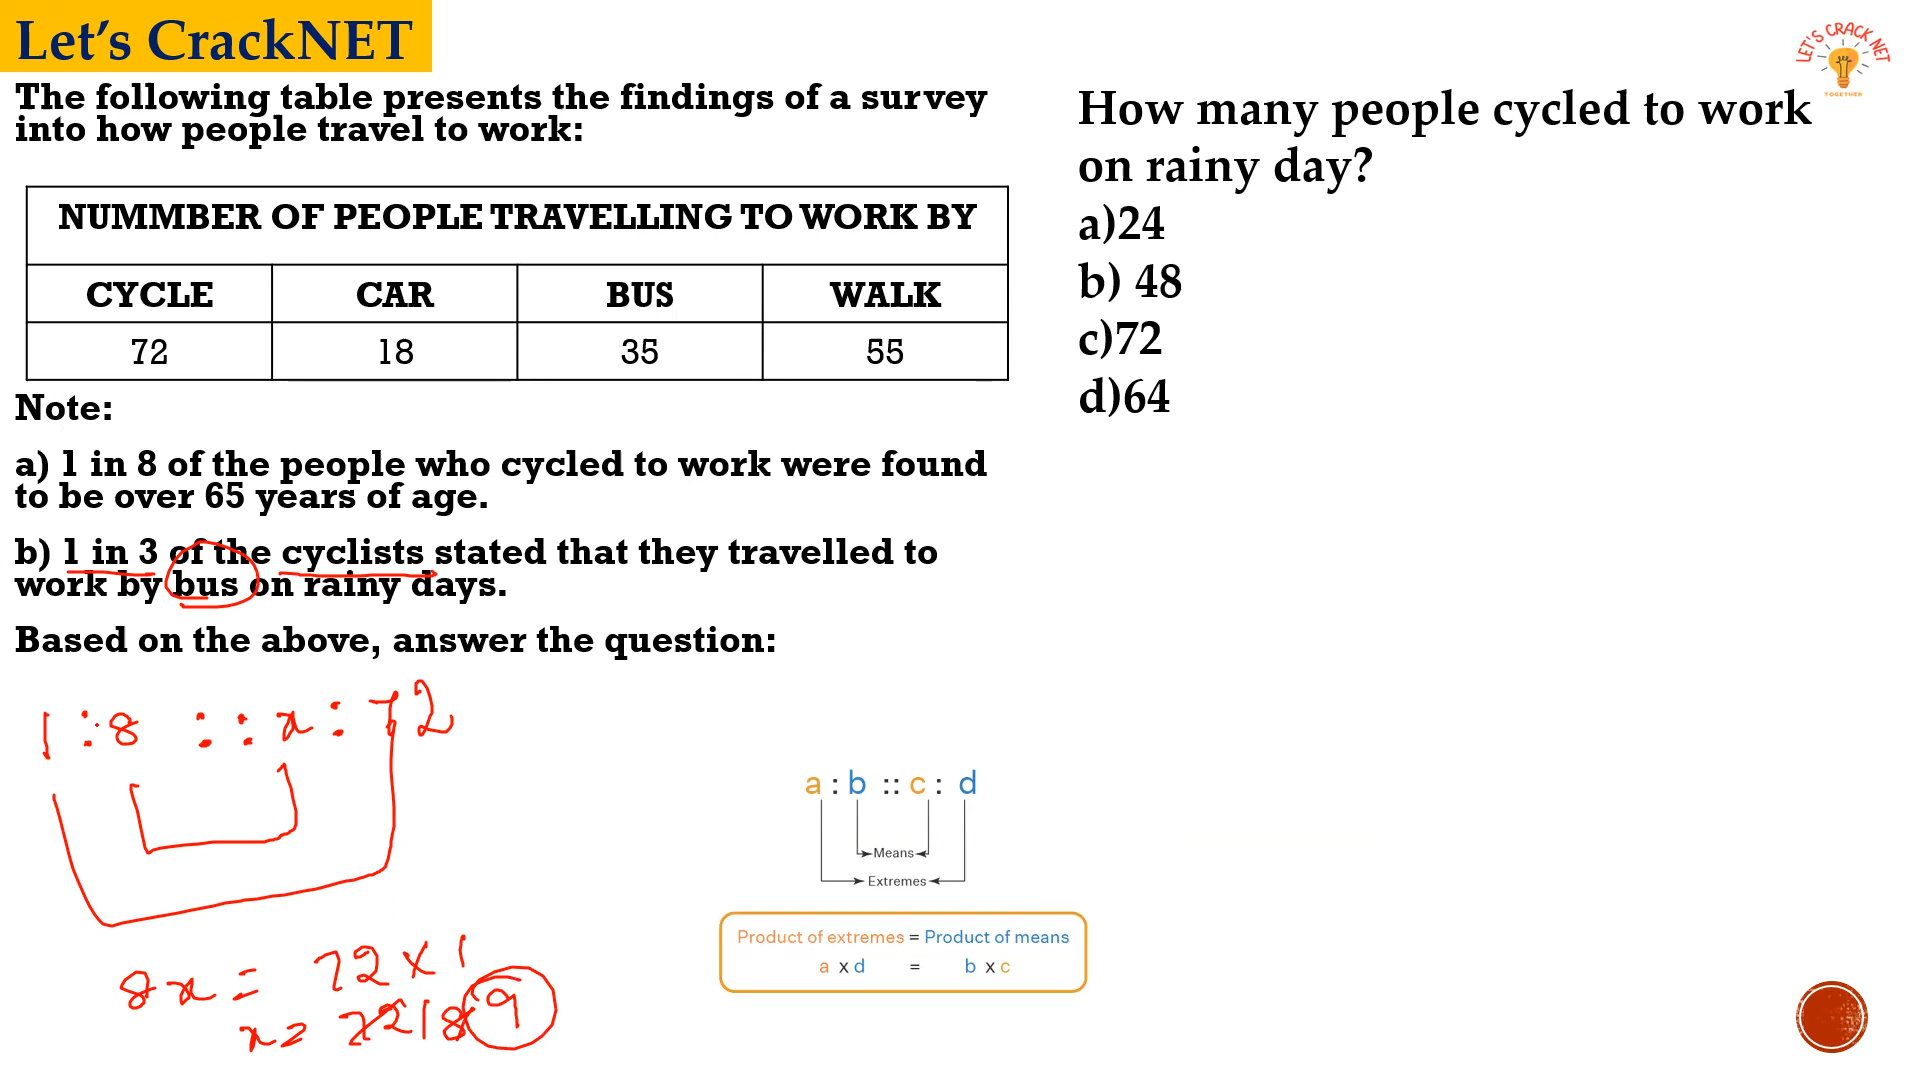 Let's CrackNET
LET'S CRACK NET
TOGETHER
The following table presents the findings of a survey
into how people travel to work:
NUMMBER OF PEOPLE TRAVELLING TO WORK BY
CYCLE CAR BUS WALK
72 18 35 55
Note:
a) 1 in 8 of the people who cycled to work were found
to be over 65 years of age.
b) 1 in 3 of the cyclists stated that they travelled to
work by bus on rainy days.
Based on the above, answer the question:
1 : 8 :: x : 72
8x = 72 x 1
x = 72 / 8 9
How many people cycled to work
on rainy day?
a)24
b) 48
c)72
d)64
a : b :: c : d
Means
Extremes
Product of extremes = Product of means
a x d = b x c